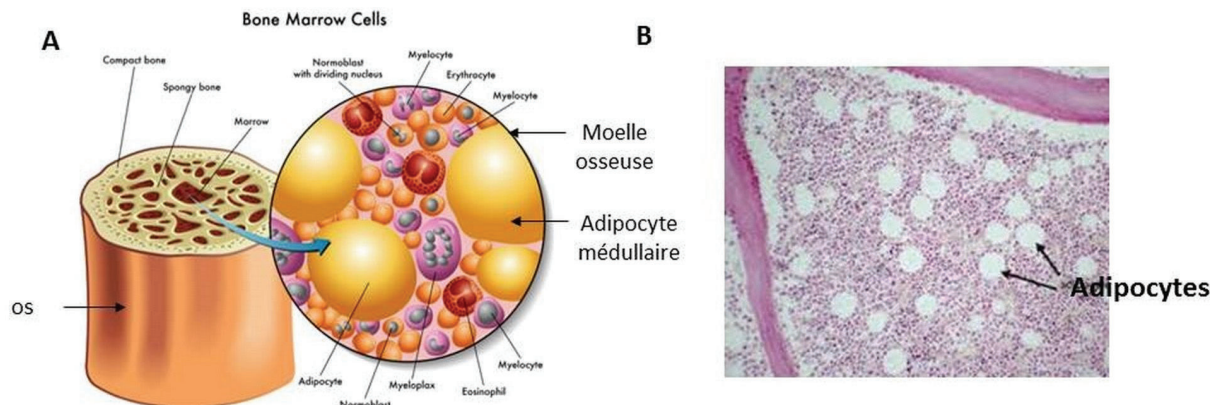 Bone Marrow Cells
A
Compact bone
Spongy bone
Marrow
Normoblast
with dividing nucleus
Myelocyte
Erythrocyte
Myelocyte
Moelle
osseuse
Adipocyte
médullaire
os
Adipocyte
Normoblast
Myeloplax
Eosinophil
Myelocyte
B
Adipocytes